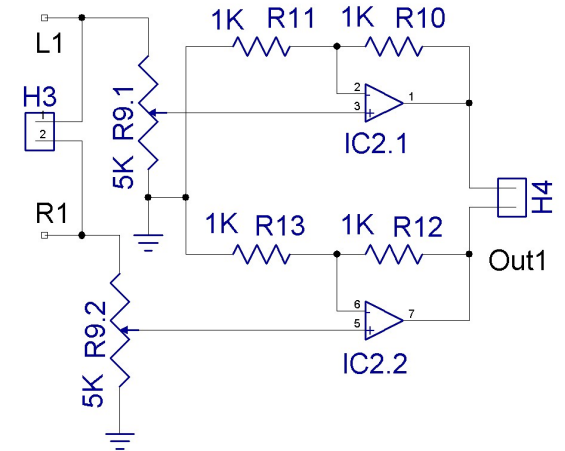 1K R11 1K R10
L1
H3
1
2
5K R9.1
2
3
1
IC2.1
R1
1K R13 1K R12
H4
Out1
5K R9.2
6
5
7
IC2.2